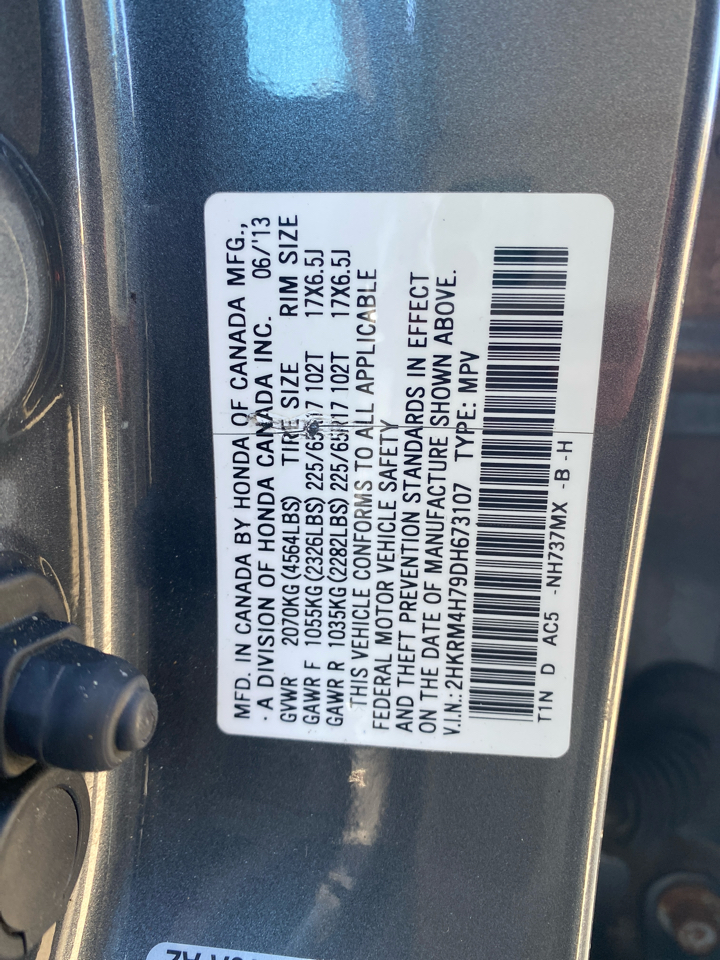 MFD. IN CANADA BY HONDA OF CANADA MFG.,
· A DIVISION OF HONDA CANADA INC. 06/'13
GVWR 2070KG(4564LBS) TIRE SIZE RIM SIZE
GAWR F 1055KG(2326LBS) 225/65R17 102T 17X6.5J
GAWR R 1035KG(2282LBS) 225/65R17 102T 17X6.5J
THIS VEHICLE CONFORMS TO ALL APPLICABLE
FEDERAL MOTOR VEHICLE SAFETY
AND THEFT PREVENTION STANDARDS IN EFFECT
ON THE DATE OF MANUFACTURE SHOWN ABOVE.
V.I.N.:2HKRM4H79DH673107 TYPE: MPV
T1N D AC5 -NH737MX -B -H